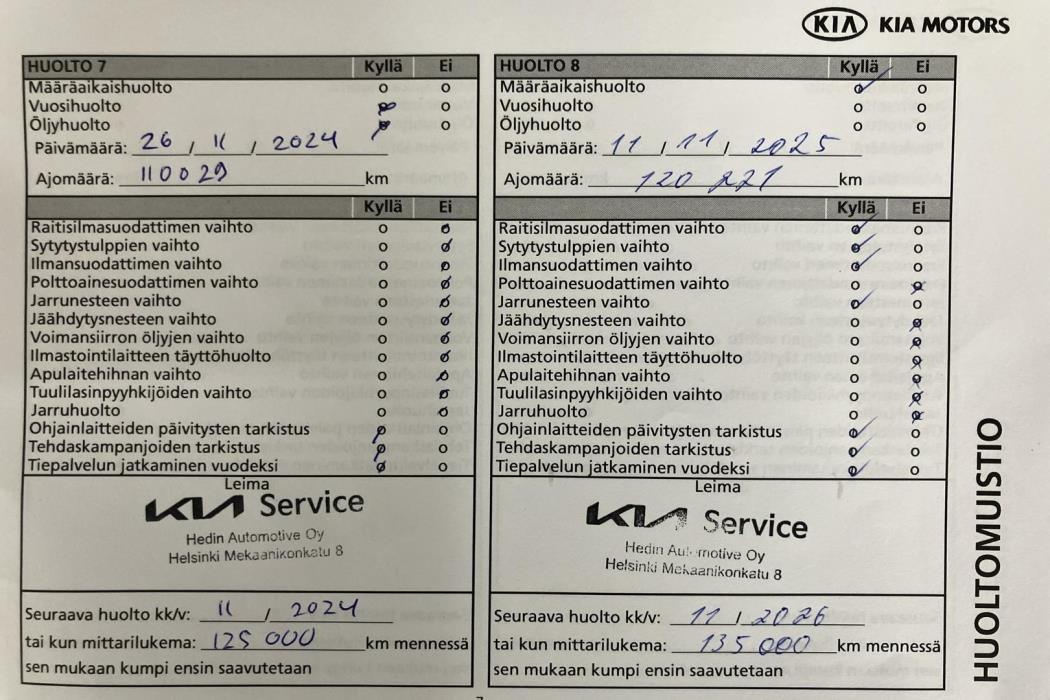 KIA KIA MOTORS
HUOLTO 7 Kyllä Ei
Määräaikaishuolto
Vuosihuolto
Öljyhuolto
Päivämäärä: 26 / 11 / 2024
Ajomäärä: 110029 km
Kyllä Ei
Raitisilmasuodattimen vaihto
Sytytystulppien vaihto
Ilmansuodattimen vaihto
Polttoainesuodattimen vaihto
Jarrunesteen vaihto
Jäähdytysnesteen vaihto
Voimansiirron öljyjen vaihto
Ilmastointilaitteen täyttöhuolto
Apulaitehihnan vaihto
Tuulilasinpyyhkijöiden vaihto
Jarruhuolto
Ohjainlaitteiden päivitysten tarkistus
Tehdaskampanjoiden tarkistus
Tiepalvelun jatkaminen vuodeksi
Leima
KIA Service
Hedin Automotive Oy
Helsinki Mekaanikonkatu 8
Seuraava huolto kk/v: 11 / 2024
tai kun mittarilukema: 125 000 km mennessä
sen mukaan kumpi ensin saavutetaan
HUOLTO 8 Kyllä Ei
Määräaikaishuolto
Vuosihuolto
Öljyhuolto
Päivämäärä: 11 / 11 / 2025
Ajomäärä: 120 221 km
Kyllä Ei
Raitisilmasuodattimen vaihto
Sytytystulppien vaihto
Ilmansuodattimen vaihto
Polttoainesuodattimen vaihto
Jarrunesteen vaihto
Jäähdytysnesteen vaihto
Voimansiirron öljyjen vaihto
Ilmastointilaitteen täyttöhuolto
Apulaitehihnan vaihto
Tuulilasinpyyhkijöiden vaihto
Jarruhuolto
Ohjainlaitteiden päivitysten tarkistus
Tehdaskampanjoiden tarkistus
Tiepalvelun jatkaminen vuodeksi
Leima
KIA Service
Hedin Automotive Oy
Helsinki Mekaanikonkatu 8
Seuraava huolto kk/v: 11 / 2026
tai kun mittarilukema: 135 000 km mennessä
sen mukaan kumpi ensin saavutetaan
HUOLTOMUISTIO